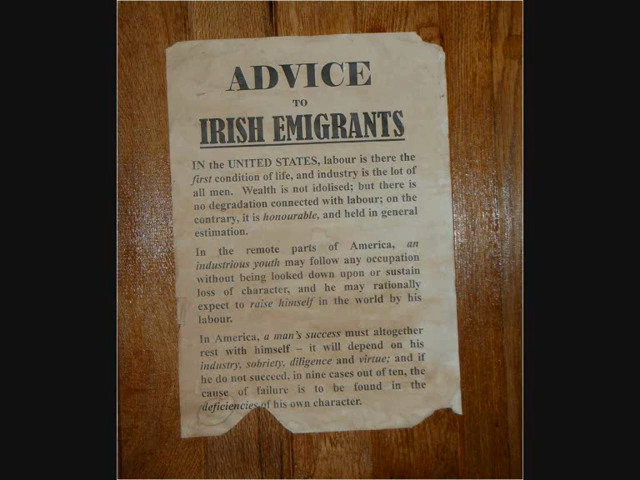 ADVICE
TO
IRISH EMIGRANTS
IN the UNITED STATES, labour is there the
first condition of life, and industry is the lot of
all men. Wealth is not idolised; but there is
no degradation connected with labour; on the
contrary, it is honourable, and held in general
estimation.
In the remote parts of America, an
industrious youth may follow any occupation
without being looked down upon or sustain
loss of character, and he may rationally
expect to raise himself in the world by his
labour.
In America, a man's success must altogether
rest with himself – it will depend on his
industry, sobriety, diligence and virtue; and if
he do not succeed, in nine cases out of ten, the
cause of failure is to be found in the
deficiencies of his own character.